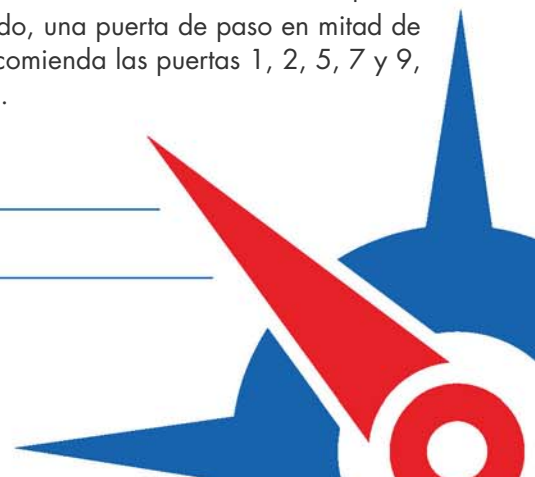 do, una puerta de paso en mitad de
comienda las puertas 1, 2, 5, 7 y 9,
.